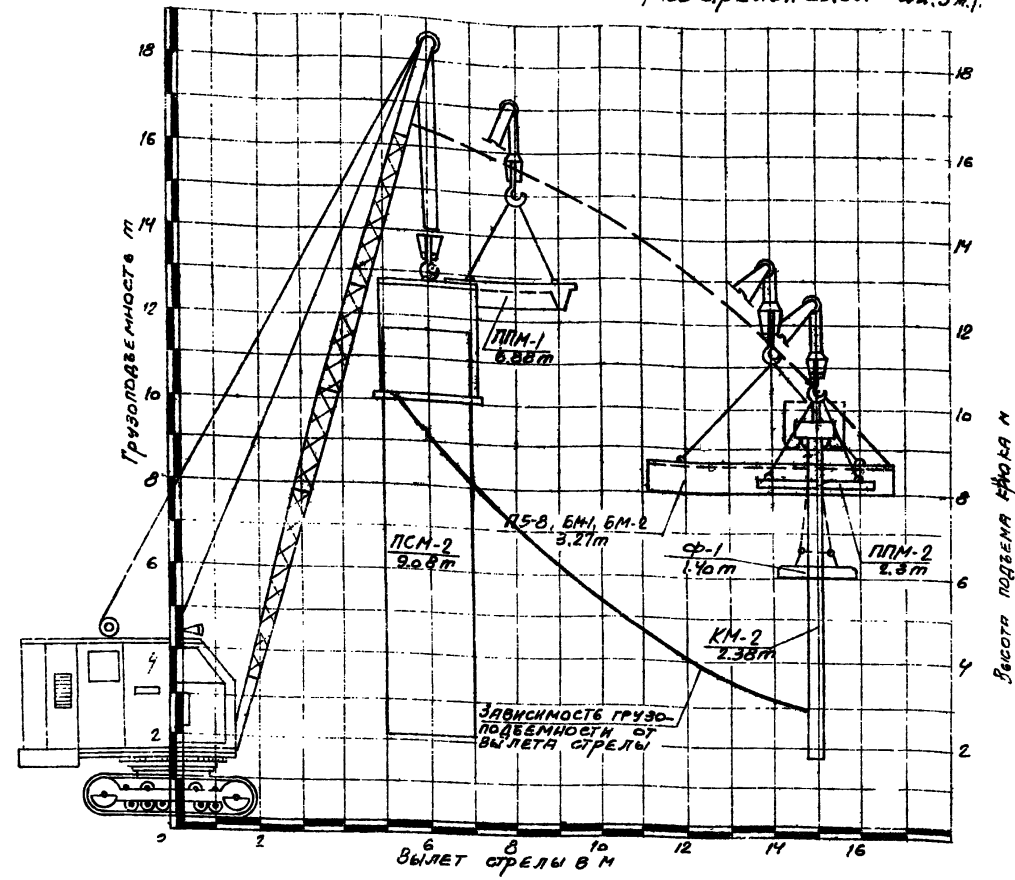 18
16
14
12
10
8
6
4
2
Грузоподъемность т
18
16
14
12
10
8
6
4
2
Высота подъема крюка м
ППМ-1
6.88т
ПСМ-2
9.08т
БМ-1, БМ-2
3.27т
Ф-1
1.40т
ППМ-2
2.3т
КМ-2
2.38т
Зависимость грузо-
подъемности от
вылета стрелы
0 2 4 6 8 10 12 14 16
Вылет стрелы в м